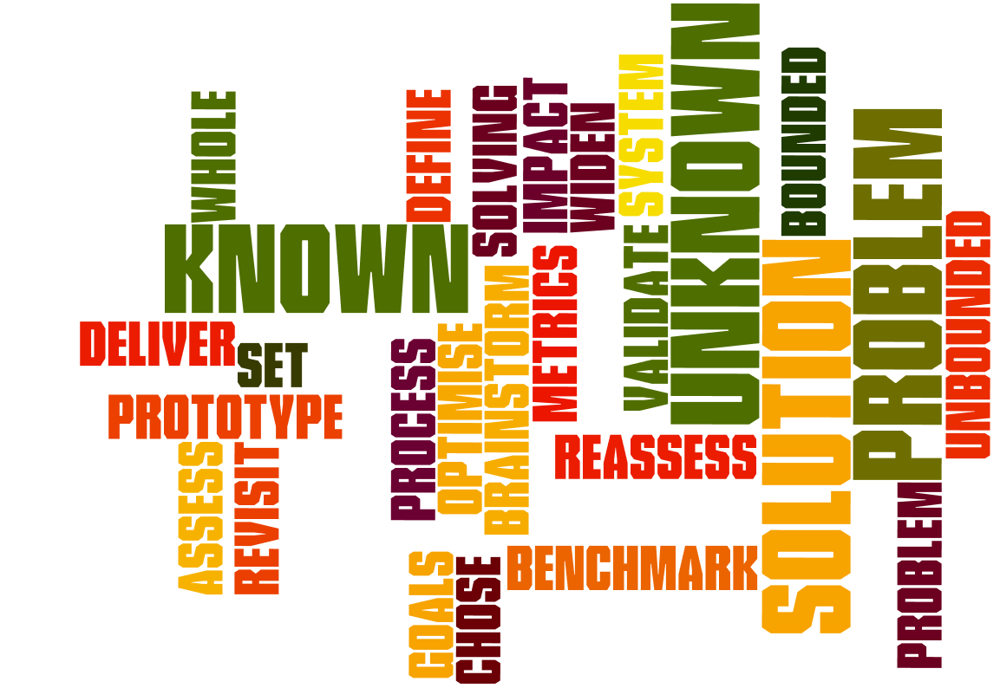 WHOLE
DEFINE
SOLVING
IMPACT
WIDEN
SYSTEM
UNKNOWN
BOUNDED
PROBLEM
UNBOUNDED
KNOWN
VALIDATE
SOLUTION
METRICS
BRAINSTORM
OPTIMISE
PROCESS
DELIVER
SET
PROTOTYPE
ASSESS
REVISIT
REASSESS
PROBLEM
BENCHMARK
GOALS
CHOSE